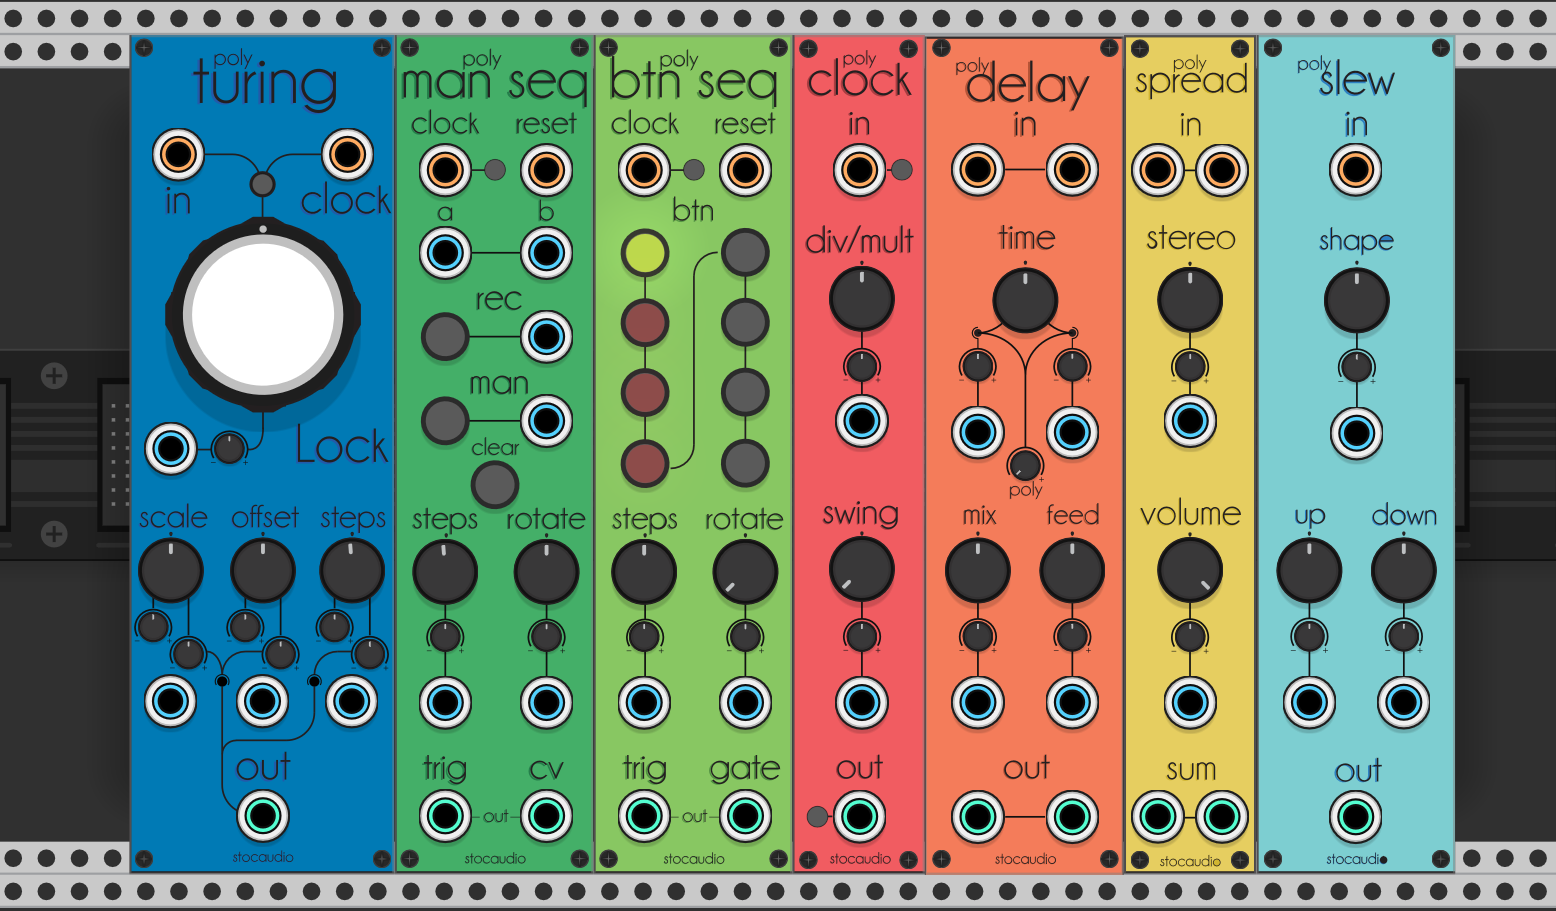 poly
turing
in
clock
Lock
scale offset steps
out
stocaudio
poly
man seq
clock reset
a b
rec
man
clear
steps rotate
trig cv
out
stocaudio
poly
btn seq
clock reset
btn
steps rotate
trig gate
out
stocaudio
poly
clock
in
div/mult
swing
out
stocaudio
poly
delay
in
time
poly
mix feed
out
stocaudio
poly
spread
in
stereo
volume
sum
stocaudio
poly
slew
in
shape
up down
out
stocaudio